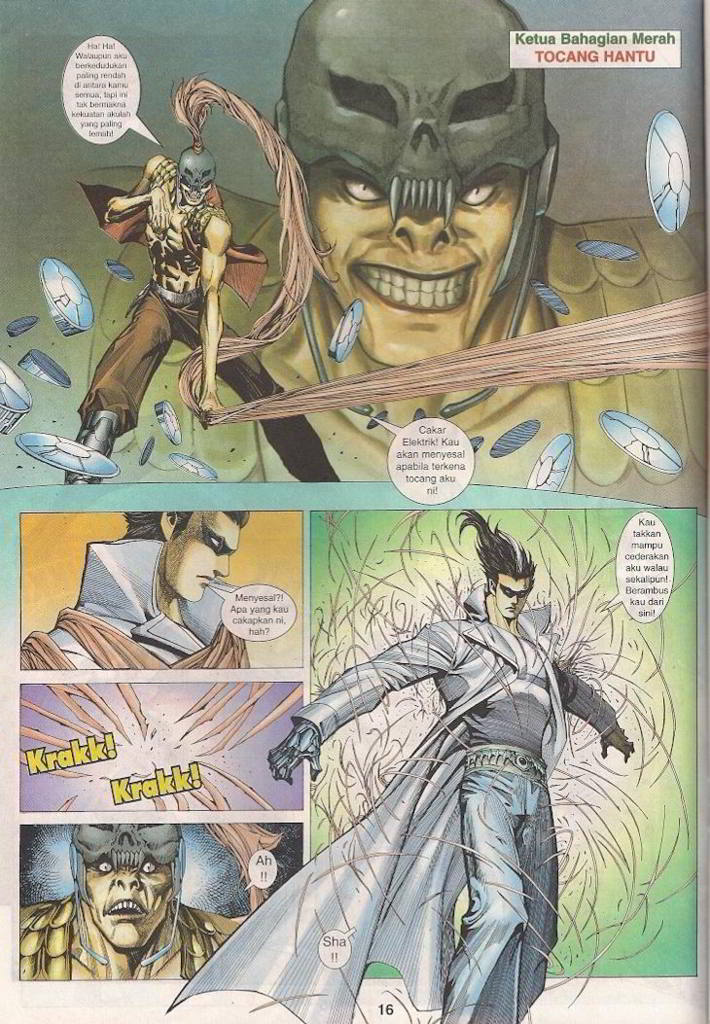 Ketua Bahagian Merah
TOCANG HANTU
Ha! Ha!
Walaupun aku
berkedudukan
paling rendah
di antara kamu
semua, tapi ini
tak bermakna
kekuatan akulah
yang paling
lemah!
Cakar
Elektrik! Kau
akan menyesal
apabila terkena
tocang aku
ni!
Menyesal?!
Apa yang kau
cakapkan ni,
hah?
Krakk!
Krakk!
Ah
!!
Kau
takkan
mampu
cederakan
aku walau
sekalipun!
Berambus
kau dari
sini!
Sha
!!
16